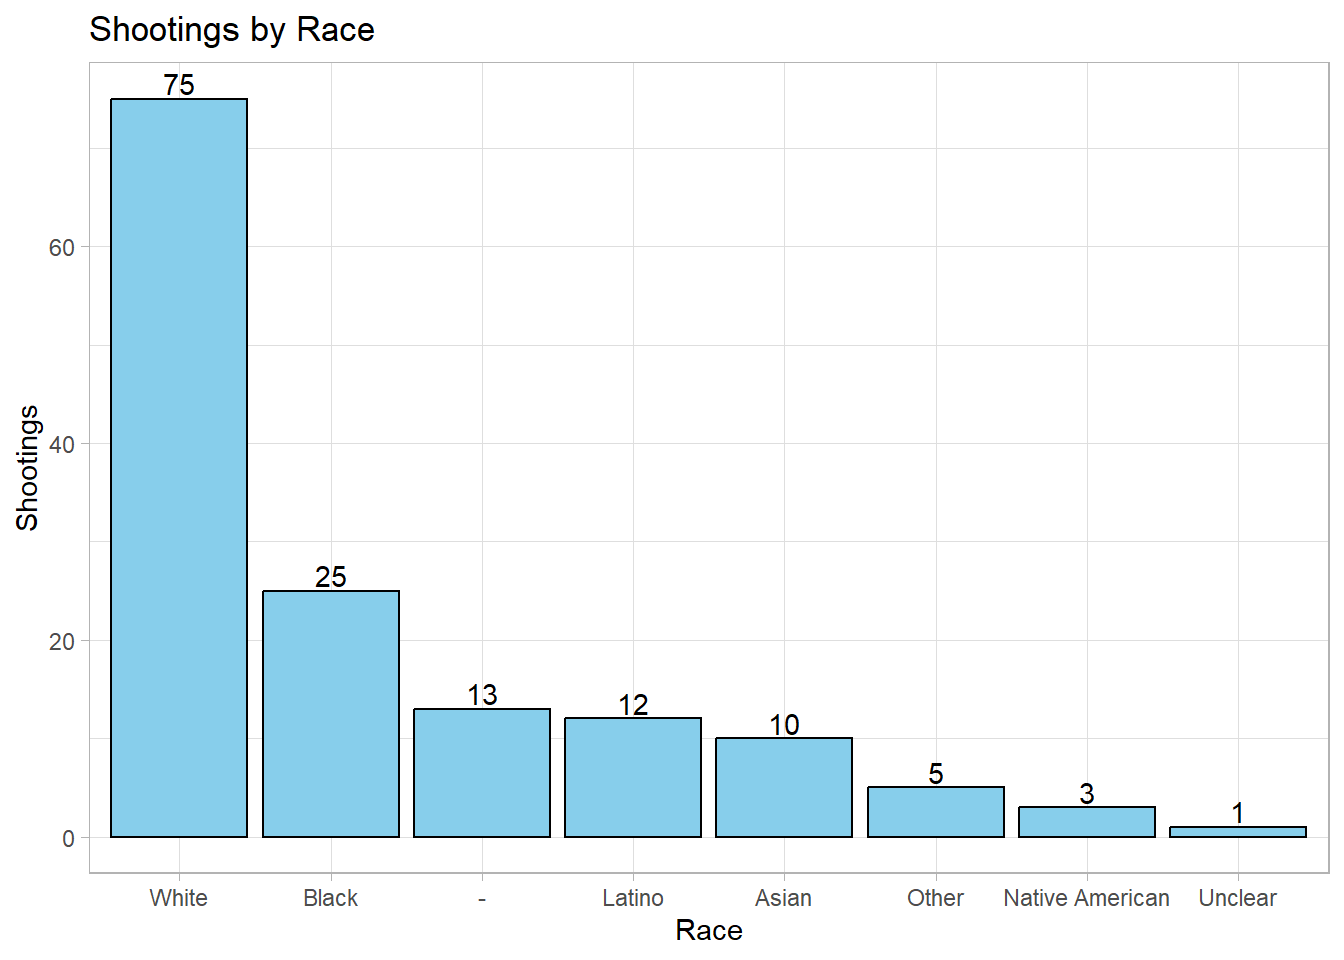 Shootings by Race
75
25
13
12
10
5
3
1
60
40
20
0
Shootings
White
Black
-
Latino
Asian
Other
Native American
Unclear
Race